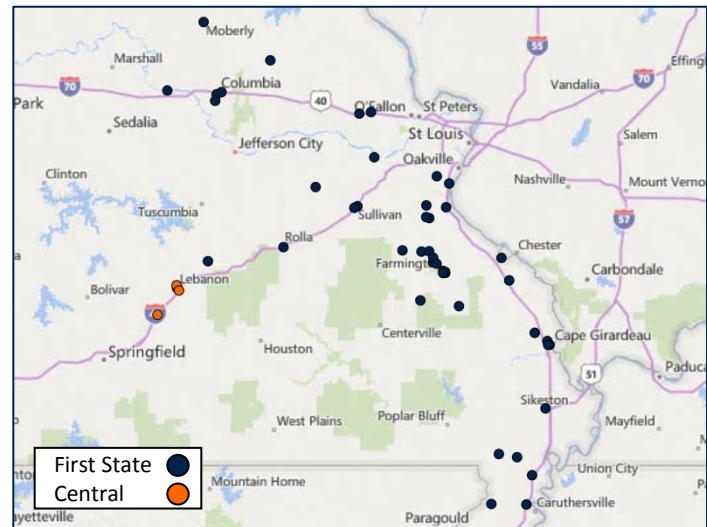 Moberly
Marshall
70
Columbia
55
70
Effing
Park
40
O'Fallon
St Peters
Vandalia
Sedalia
St Louis
Salem
Jefferson City
Oakville
Clinton
Nashville
Mount Verno
Tuscumbia
Sullivan
57
Rolla
Chester
Farmington
Carbondale
Lebanon
Bolivar
Centerville
Cape Girardeau
Houston
Springfield
51
Paduca
Sikeston
West Plains
Poplar Bluff
Mayfield
First State
Central
Mountain Home
Union City
Caruthersville
Paragould
ayetteville